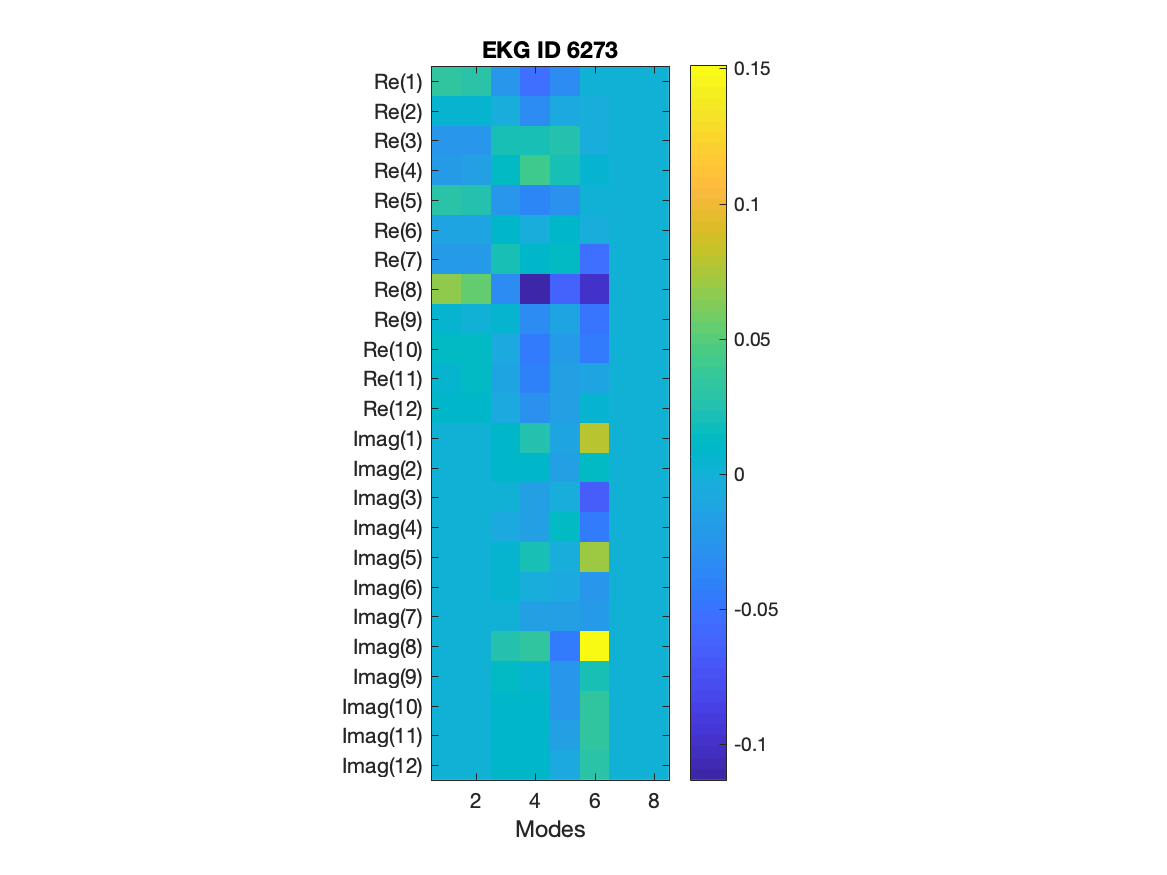 EKG ID 6273
Re(1)
Re(2)
Re(3)
Re(4)
Re(5)
Re(6)
Re(7)
Re(8)
Re(9)
Re(10)
Re(11)
Re(12)
Imag(1)
Imag(2)
Imag(3)
Imag(4)
Imag(5)
Imag(6)
Imag(7)
Imag(8)
Imag(9)
Imag(10)
Imag(11)
Imag(12)
2 4 6 8
Modes
0.15
0.1
0.05
0
-0.05
-0.1